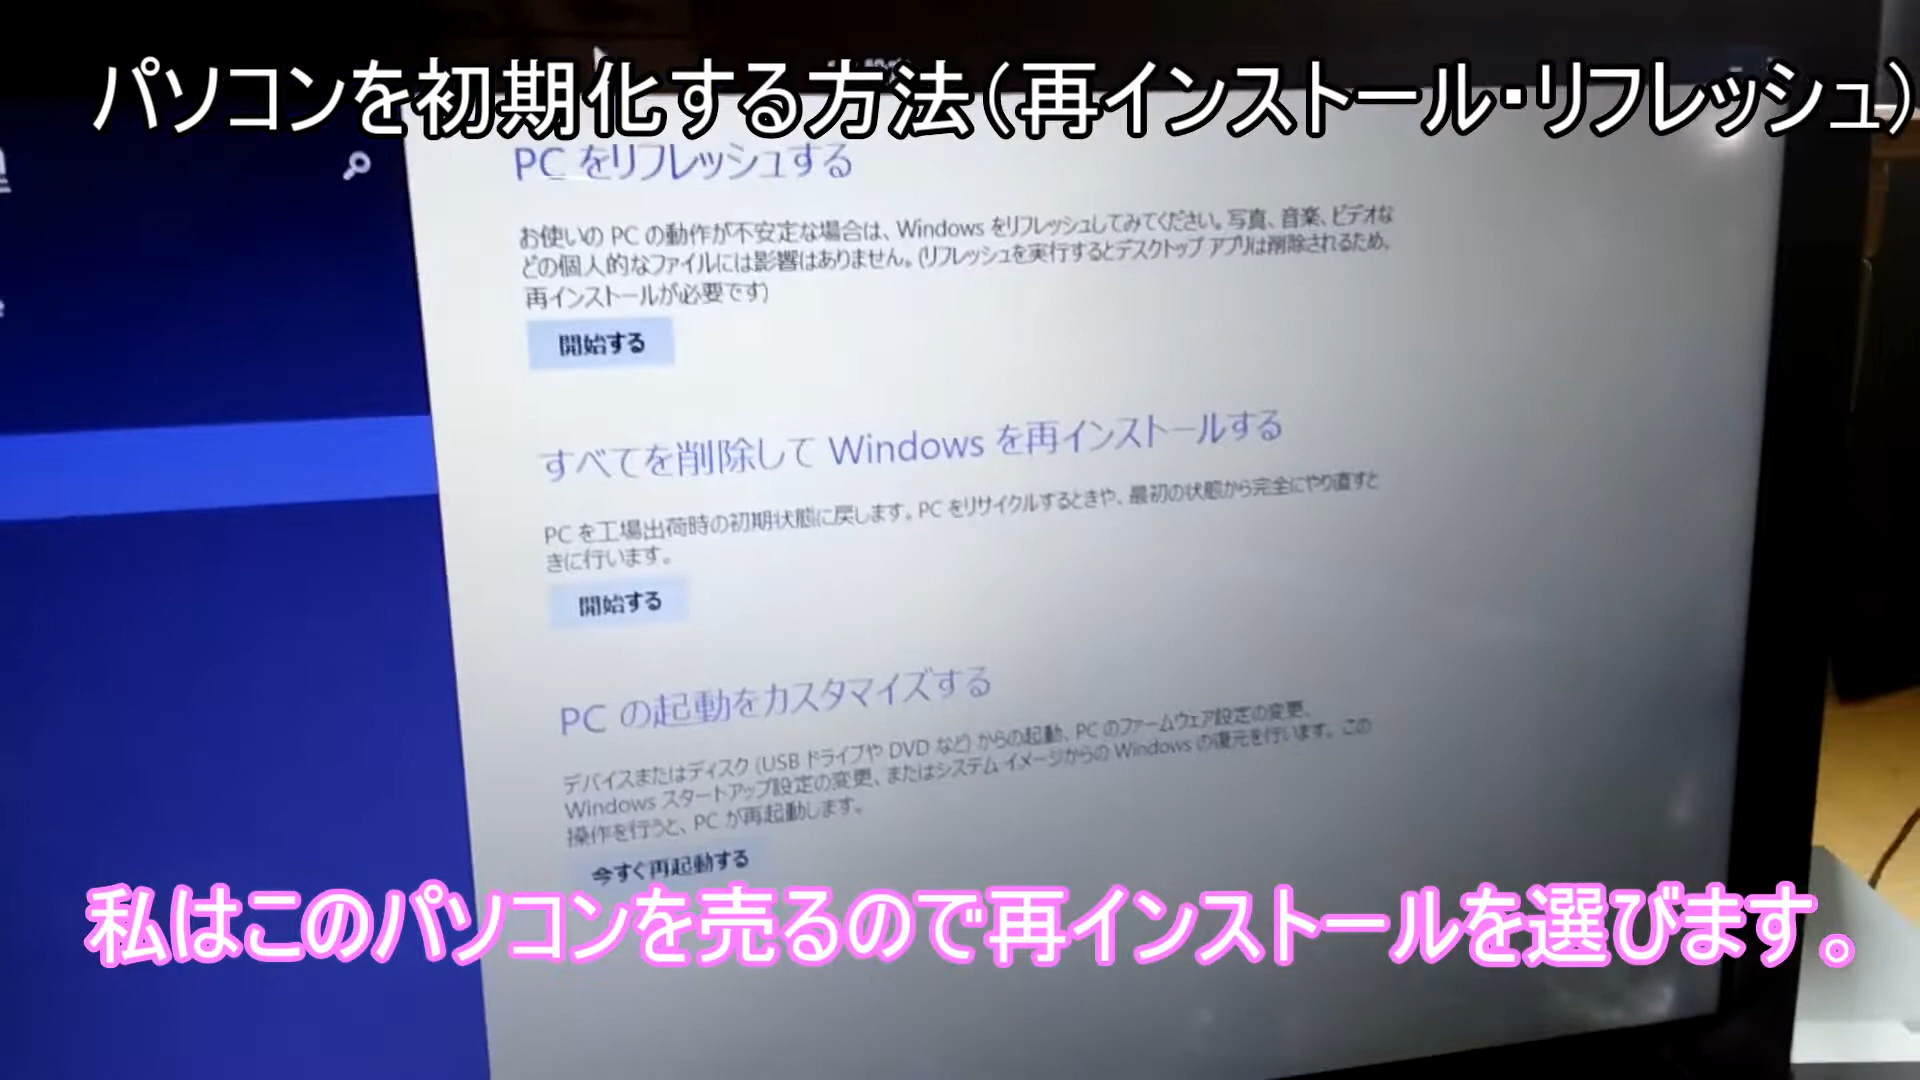 パソコンを初期化する方法(再インストール・リフレッシュ)
PC をリフレッシュする
お使いの PC の動作が不安定な場合は、Windows をリフレッシュしてみてください。写真、音楽、ビデオな
どの個人的なファイルには影響はありません。(リフレッシュを実行するとデスクトップ アプリは削除されるため、
再インストールが必要です)
開始する
すべてを削除して Windows を再インストールする
PC を工場出荷時の初期状態に戻します。PC をリサイクルするときや、最初の状態から完全にやり直すと
きに行います。
開始する
PC の起動をカスタマイズする
デバイスまたはディスク (USB ドライブや DVD など) からの起動、PC のファームウェア設定の変更、
Windows スタートアップ設定の変更、またはシステム イメージからの Windows の復元を行います。この
操作を行うと、PC が再起動します。
今すぐ再起動する
私はこのパソコンを売るので再インストールを選びます。